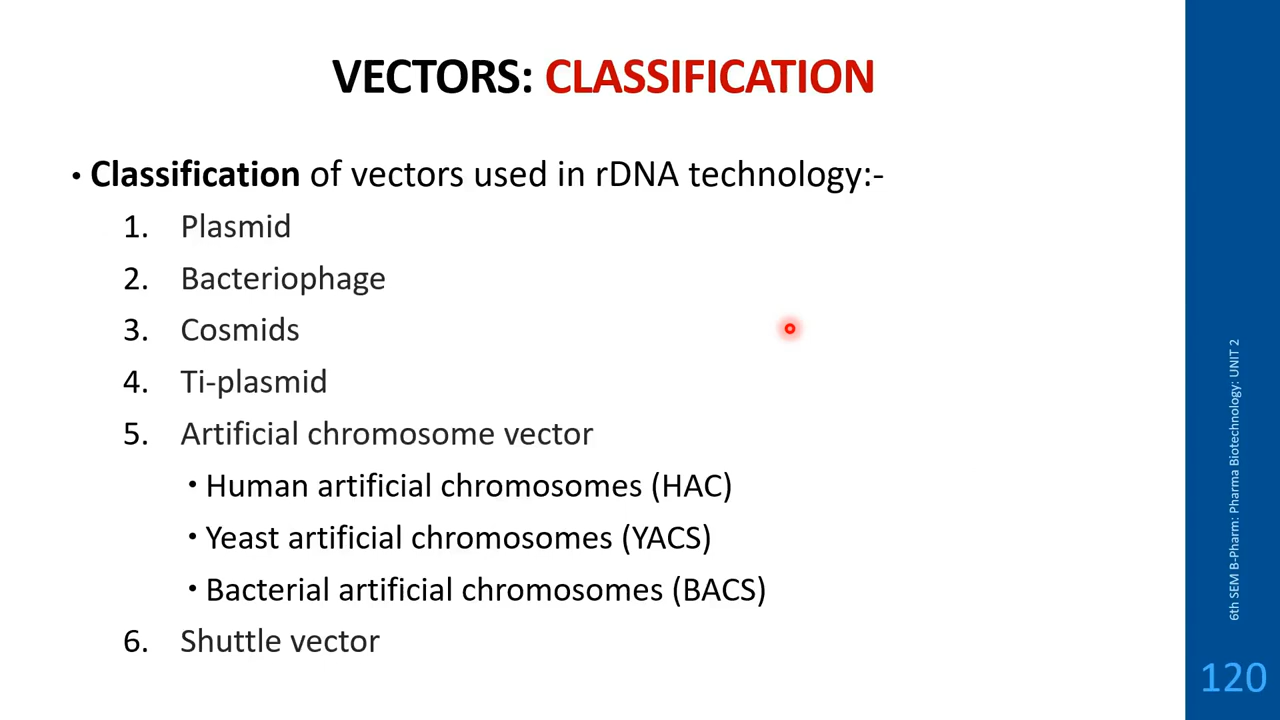 VECTORS: CLASSIFICATION
• Classification of vectors used in rDNA technology:-
1. Plasmid
2. Bacteriophage
3. Cosmids
4. Ti-plasmid
5. Artificial chromosome vector
• Human artificial chromosomes (HAC)
• Yeast artificial chromosomes (YACS)
• Bacterial artificial chromosomes (BACS)
6. Shuttle vector
6th SEM B-Pharm: Pharma Biotechnology: UNIT 2
120